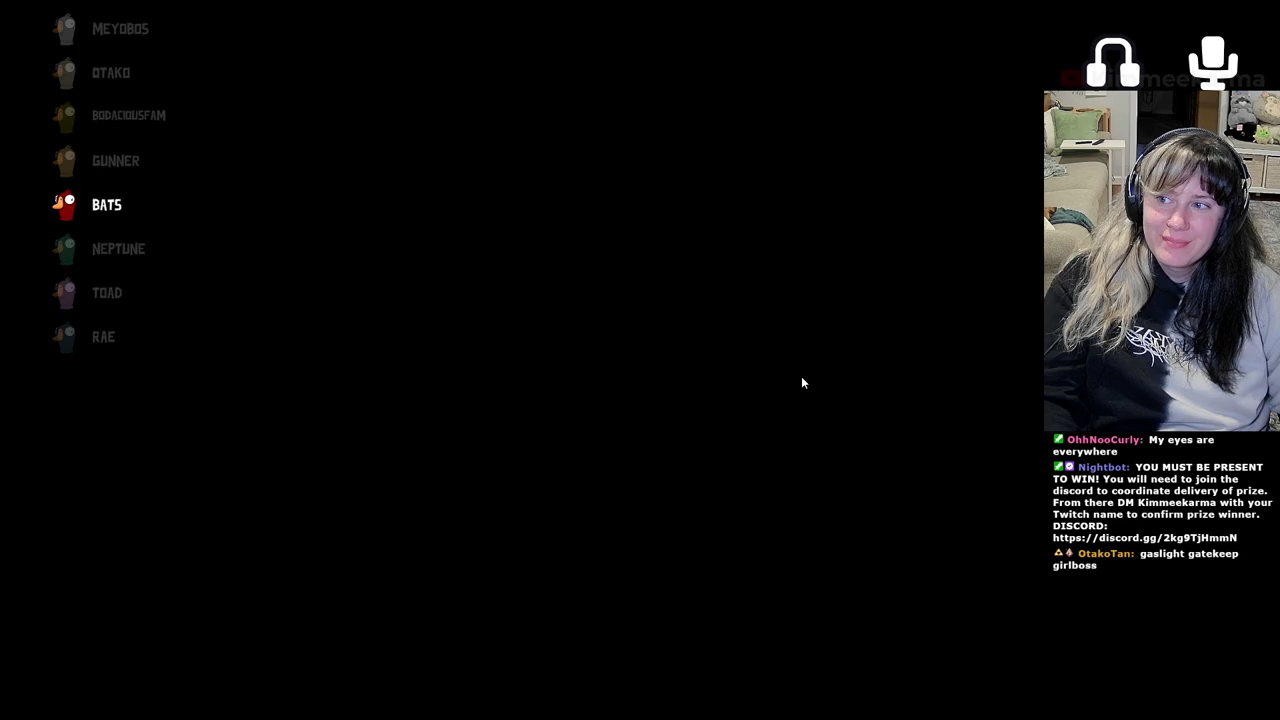 MEYOBOS
OTAKO
BODACIOUSFAM
GUNNER
BATS
NEPTUNE
TOAD
RAE
Kimmeekarma
OhhNooCurly: My eyes are
everywhere
Nightbot: YOU MUST BE PRESENT
TO WIN! You will need to join the
discord to coordinate delivery of prize.
From there DM Kimmeekarma with your
Twitch name to confirm prize winner.
DISCORD:
https://discord.gg/2kg9TjHmmN
OtakoTan: gaslight gatekeep
girlboss